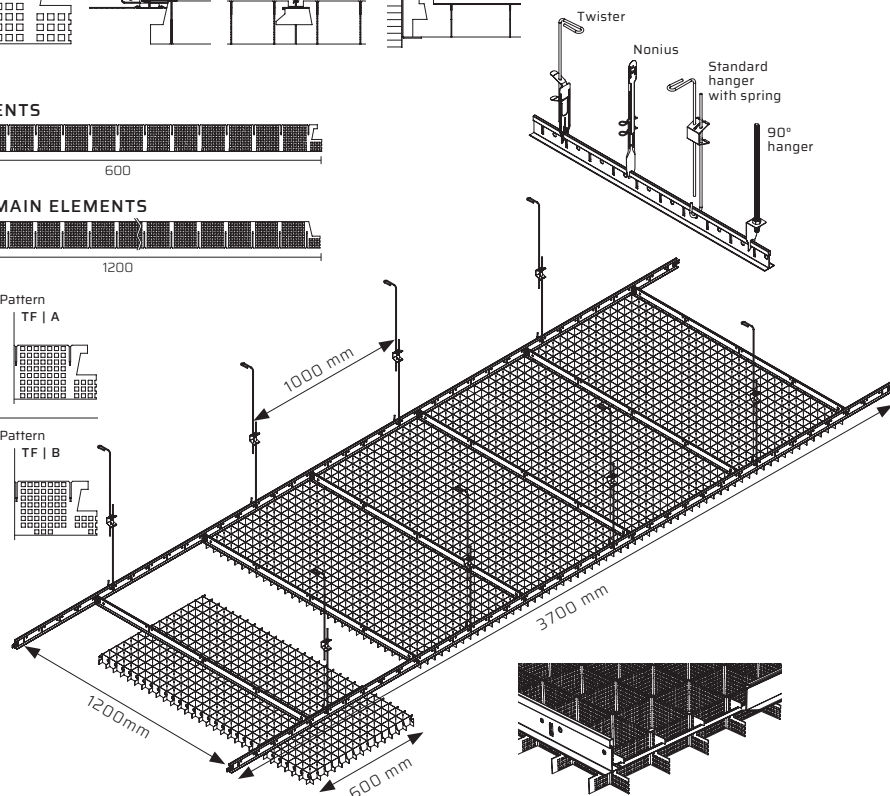 Twister
Nonius
Standard
hanger
with spring
90°
hanger
600
MAIN ELEMENTS
1200
Pattern
TF | A
Pattern
TF | B
1000 mm
3700 mm
1200mm
600 mm